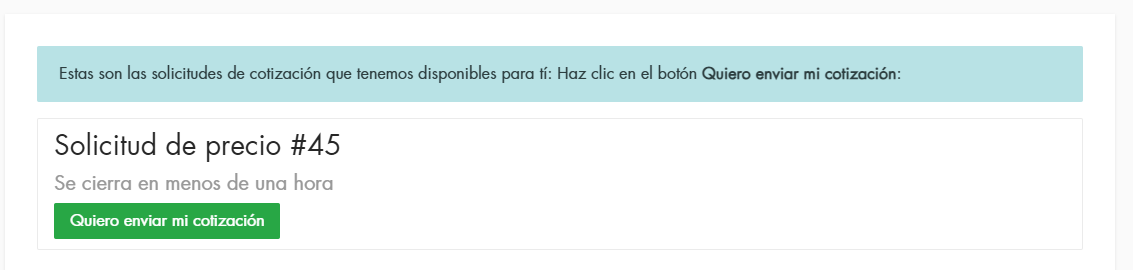 Estas son las solicitudes de cotización que tenemos disponibles para tí: Haz clic en el botón Quiero enviar mi cotización:
Solicitud de precio #45
Se cierra en menos de una hora
Quiero enviar mi cotización